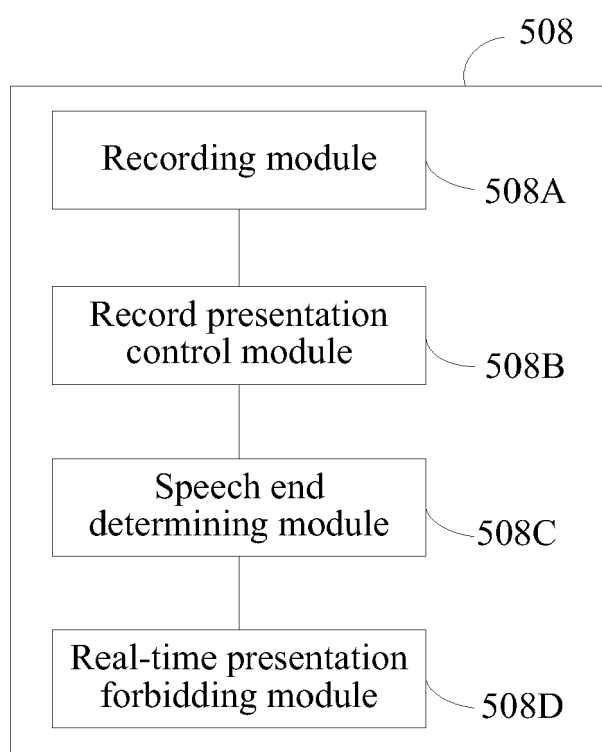 508
Recording module
508A
Record presentation
control module
508B
Speech end
determining module
508C
Real-time presentation
forbidding module
508D